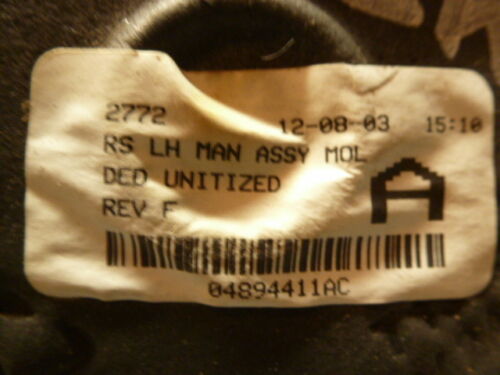 2772 12-08-03 15:10
RS LH MAN ASSY MOL
DED UNITIZED
REV F
A
04894411AC